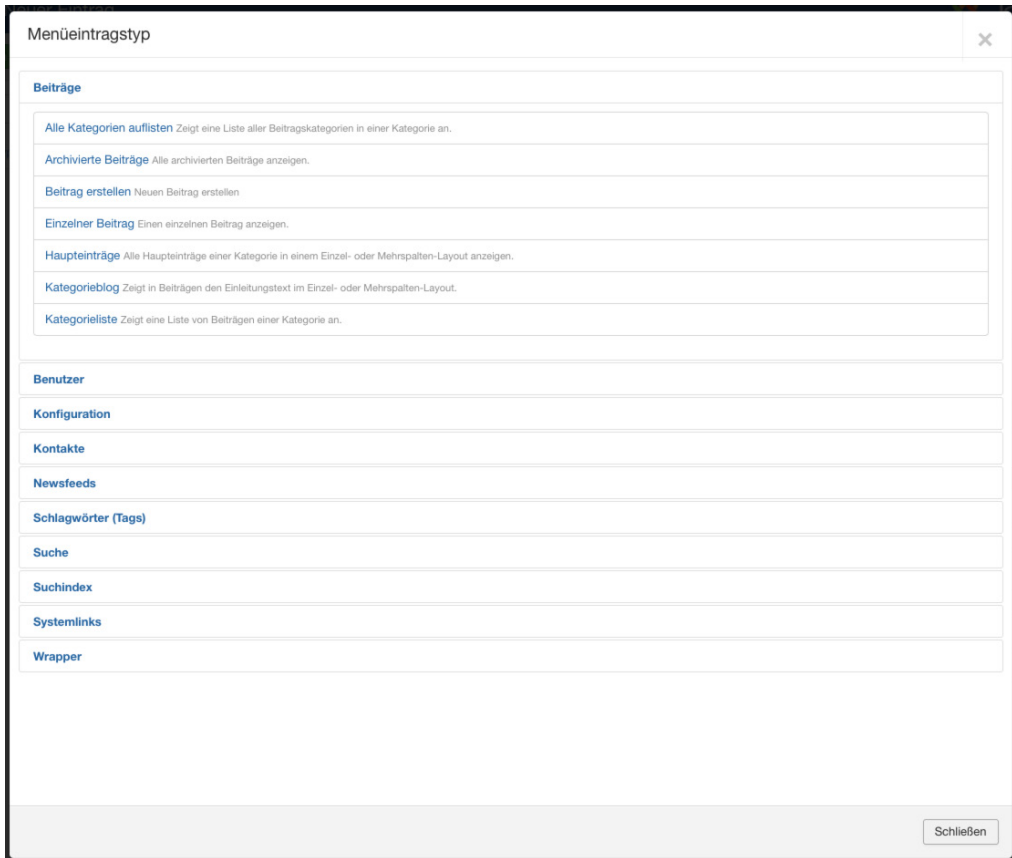 Neuer Eintrag
Menüeintragstyp
Beiträge
Alle Kategorien auflisten Zeigt eine Liste aller Beitragskategorien in einer Kategorie an.
Archivierte Beiträge Alle archivierten Beiträge anzeigen.
Beitrag erstellen Neuen Beitrag erstellen
Einzelner Beitrag Einen einzelnen Beitrag anzeigen.
Haupteinträge Alle Haupteinträge einer Kategorie in einem Einzel- oder Mehrspalten-Layout anzeigen.
Kategorieblog Zeigt in Beiträgen den Einleitungstext im Einzel- oder Mehrspalten-Layout.
Kategorieliste Zeigt eine Liste von Beiträgen einer Kategorie an.
Benutzer
Konfiguration
Kontakte
Newsfeeds
Schlagwörter (Tags)
Suche
Suchindex
Systemlinks
Wrapper
Schließen